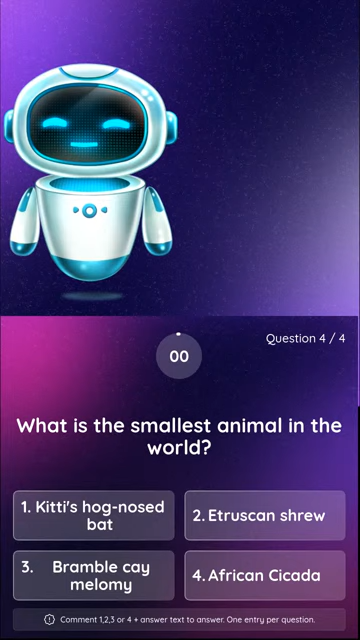 Question 4 / 4
00
What is the smallest animal in the
world?
1. Kitti's hog-nosed
bat
2. Etruscan shrew
3. Bramble cay
melomy
4. African Cicada
Comment 1,2,3 or 4 + answer text to answer. One entry per question.